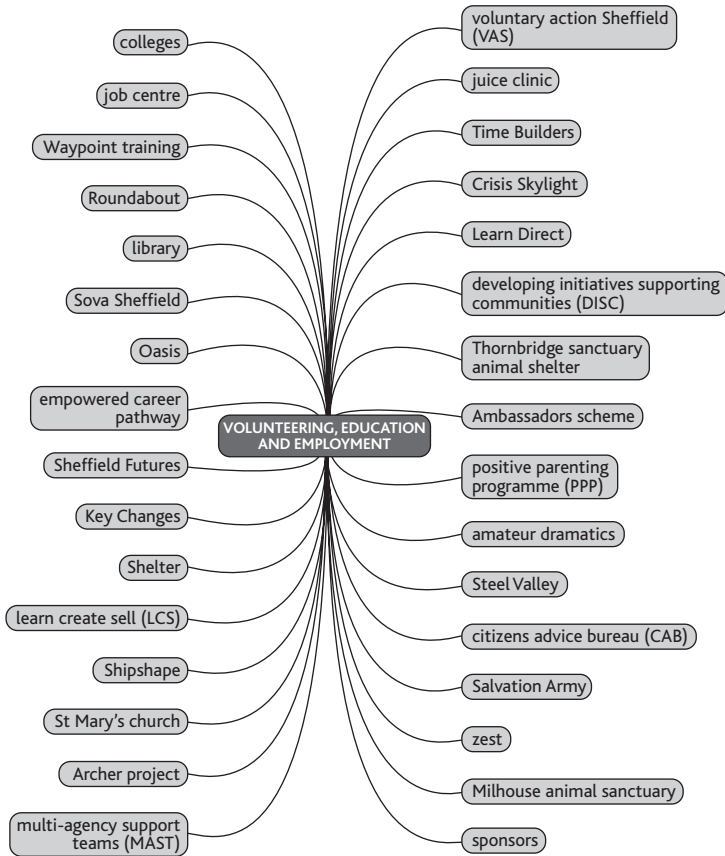 colleges
job centre
Waypoint training
Roundabout
library
Sova Sheffield
Oasis
empowered career
pathway
Sheffield Futures
Key Changes
Shelter
learn create sell (LCS)
Shipshape
St Mary's church
Archer project
multi-agency support
teams (MAST)
VOLUNTEERING, EDUCATION
AND EMPLOYMENT
voluntary action Sheffield
(VAS)
juice clinic
Time Builders
Crisis Skylight
Learn Direct
developing initiatives supporting
communities (DISC)
Thornbridge sanctuary
animal shelter
Ambassadors scheme
positive parenting
programme (PPP)
amateur dramatics
Steel Valley
citizens advice bureau (CAB)
Salvation Army
zest
Milhouse animal sanctuary
sponsors